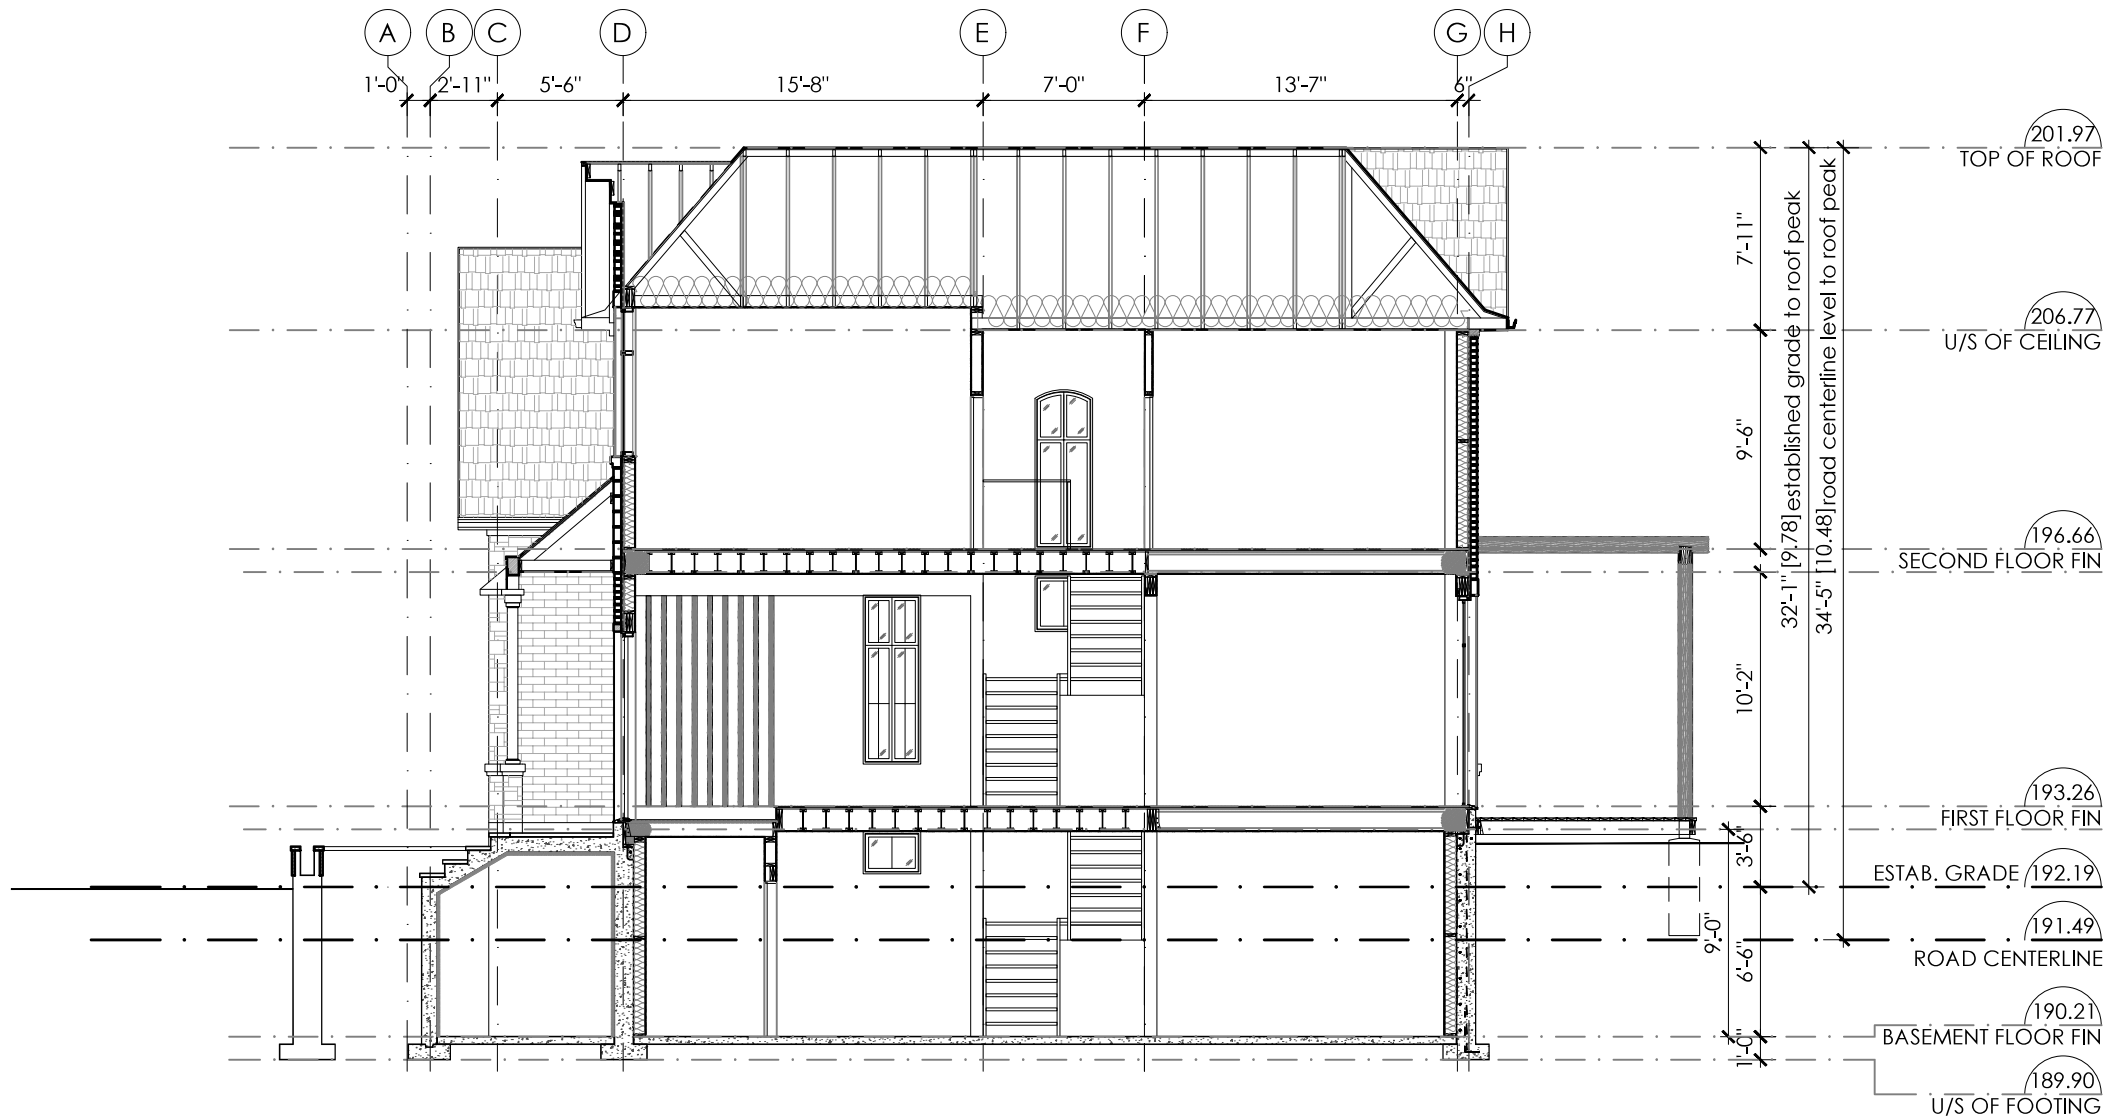 A B C D E F G H
1'-0" 2'-11" 5'-6" 15'-8" 7'-0" 13'-7" 6"
201.97
TOP OF ROOF
7'-11"
206.77
U/S OF CEILING
9'-6"
32'-1" [9.78]established grade to roof peak
34'-5" [10.48]road centerline level to roof peak
196.66
SECOND FLOOR FIN
10'-2"
193.26
FIRST FLOOR FIN
3'-6"
ESTAB. GRADE 192.19
191.49
ROAD CENTERLINE
9'-0"
6'-6"
190.21
BASEMENT FLOOR FIN
1'-0"
189.90
U/S OF FOOTING